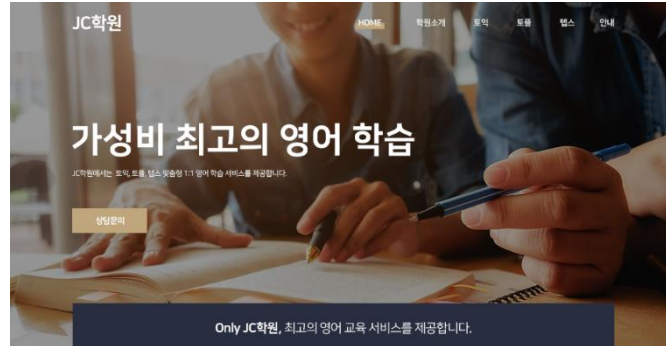 JC학원
HOME 학원소개 토익 토플 텝스 안내
가성비 최고의 영어 학습
JC학원에서는 토익, 토플, 텝스 맞춤형 1:1 영어 학습 서비스를 제공합니다.
상담문의
Only JC학원, 최고의 영어 교육 서비스를 제공합니다.